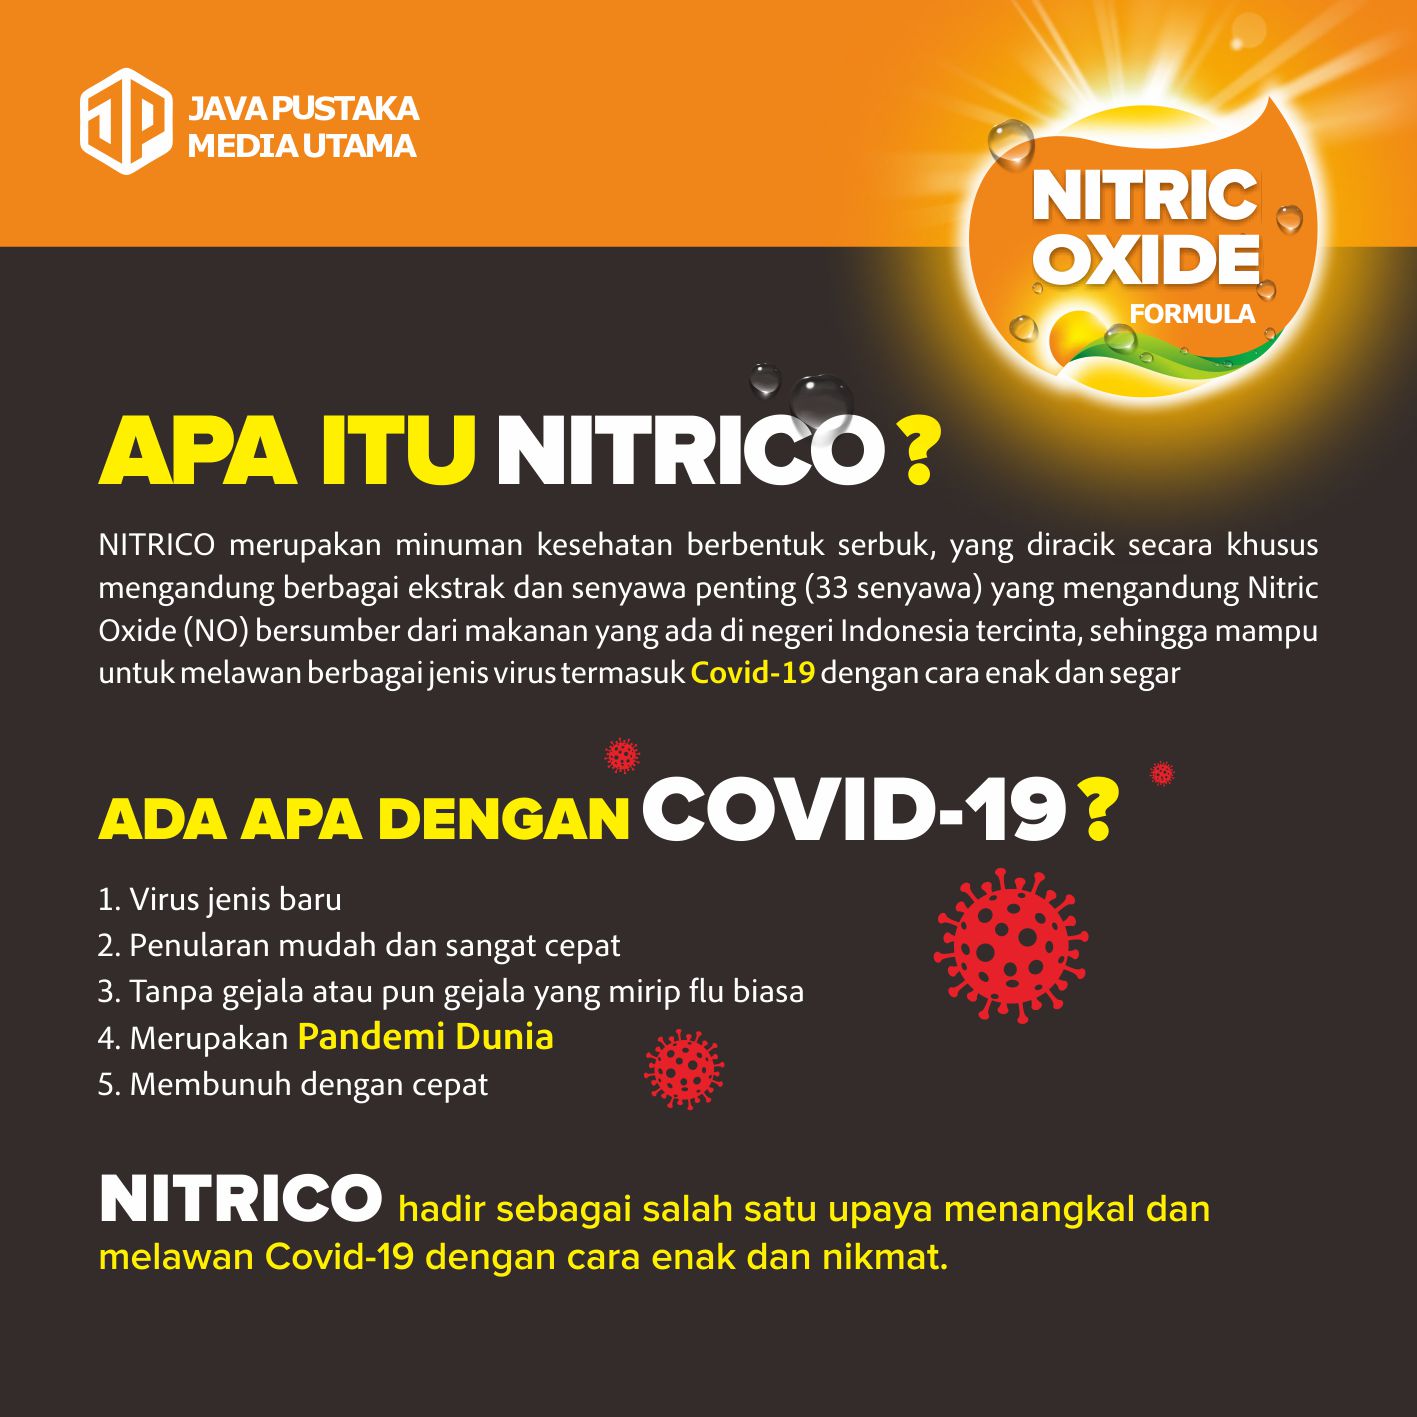 JAVA PUSTAKA
MEDIA UTAMA
NITRIC
OXIDE
FORMULA
APA ITU NITRICO ?
NITRICO merupakan minuman kesehatan berbentuk serbuk, yang diracik secara khusus
mengandung berbagai ekstrak dan senyawa penting (33 senyawa) yang mengandung Nitric
Oxide (NO) bersumber dari makanan yang ada di negeri Indonesia tercinta, sehingga mampu
untuk melawan berbagai jenis virus termasuk Covid-19 dengan cara enak dan segar
ADA APA DENGAN COVID-19 ?
1. Virus jenis baru
2. Penularan mudah dan sangat cepat
3. Tanpa gejala atau pun gejala yang mirip flu biasa
4. Merupakan Pandemi Dunia
5. Membunuh dengan cepat
NITRICO hadir sebagai salah satu upaya menangkal dan
melawan Covid-19 dengan cara enak dan nikmat.